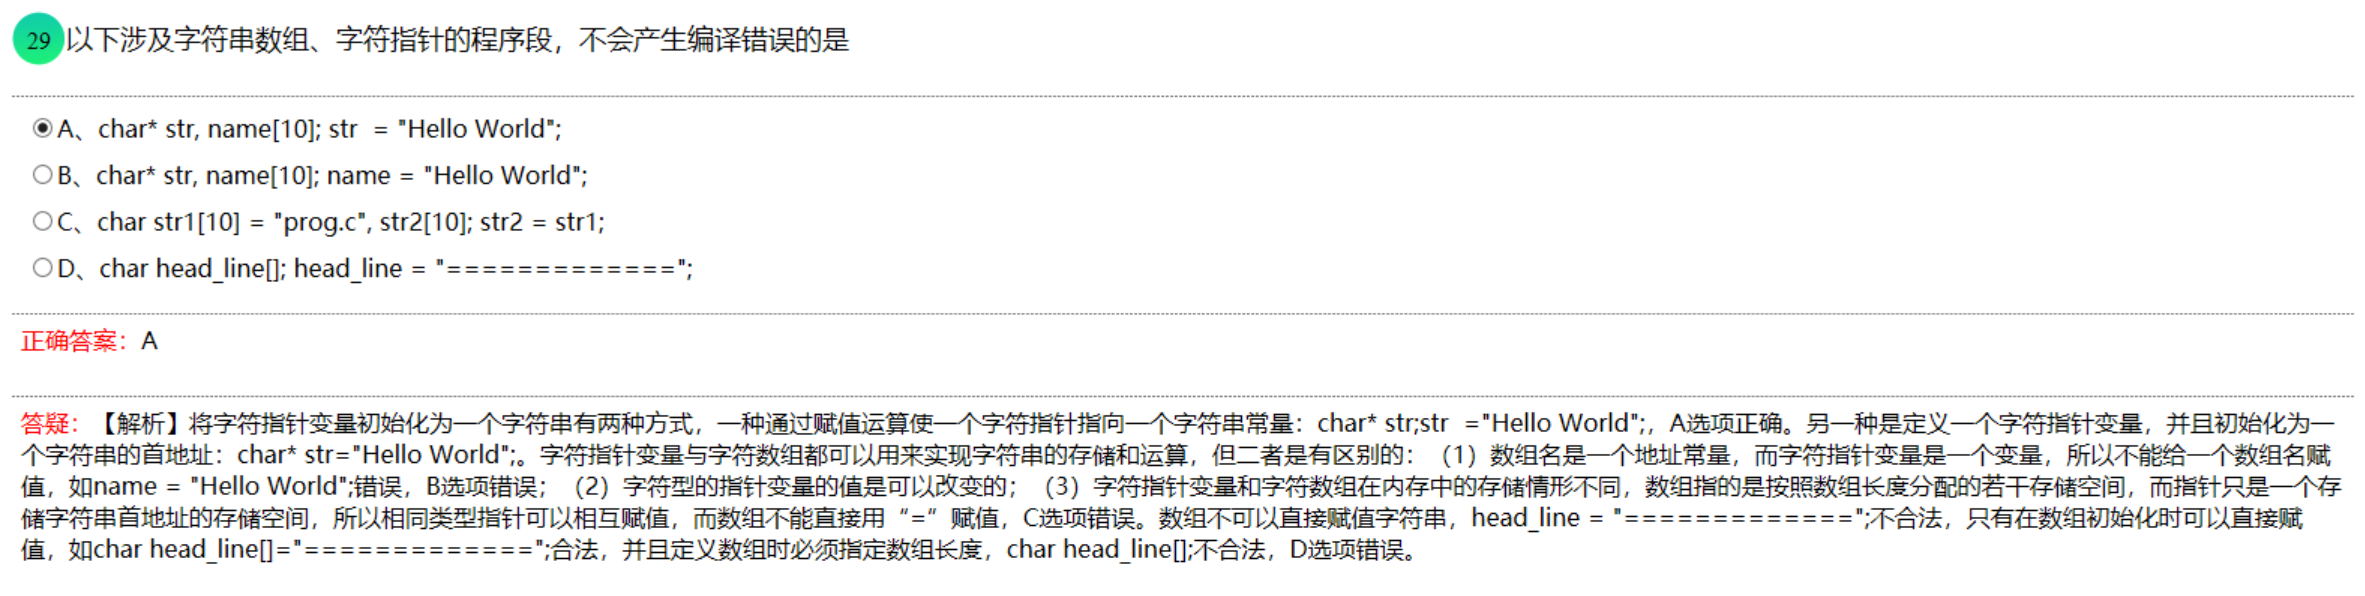 29 以下涉及字符串数组、字符指针的程序段，不会产生编译错误的是
A、char* str, name[10]; str  = "Hello World";
B、char* str, name[10]; name = "Hello World";
C、char str1[10] = "prog.c", str2[10]; str2 = str1;
D、char head_line[]; head_line = "=============";
正确答案：A
答疑：【解析】将字符指针变量初始化为一个字符串有两种方式，一种通过赋值运算使一个字符指针指向一个字符串常量：char* str;str  ="Hello World";，A选项正确。另一种是定义一个字符指针变量，并且初始化为一
个字符串的首地址：char* str="Hello World";。字符指针变量与字符数组都可以用来实现字符串的存储和运算，但二者是有区别的：（1）数组名是一个地址常量，而字符指针变量是一个变量，所以不能给一个数组名赋
值，如name = "Hello World";错误，B选项错误；（2）字符型的指针变量的值是可以改变的；（3）字符指针变量和字符数组在内存中的存储情形不同，数组指的是按照数组长度分配的若干存储空间，而指针只是一个存
储字符串首地址的存储空间，所以相同类型指针可以相互赋值，而数组不能直接用“=”赋值，C选项错误。数组不可以直接赋值字符串，head_line = "=============";不合法，只有在数组初始化时可以直接赋
值，如char head_line[]="=============";合法，并且定义数组时必须指定数组长度，char head_line[];不合法，D选项错误。